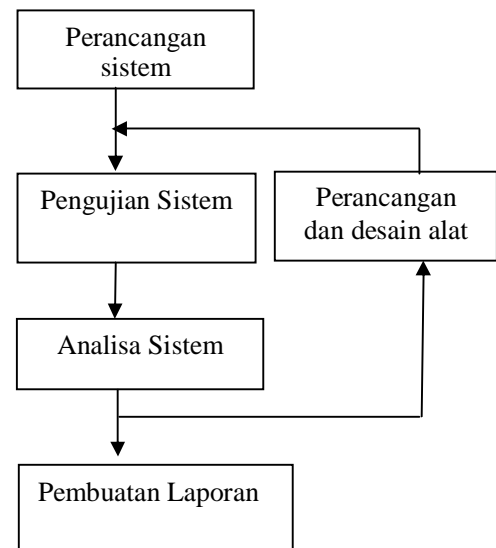 Perancangan
sistem
Pengujian Sistem
Perancangan
dan desain alat
Analisa Sistem
Pembuatan Laporan